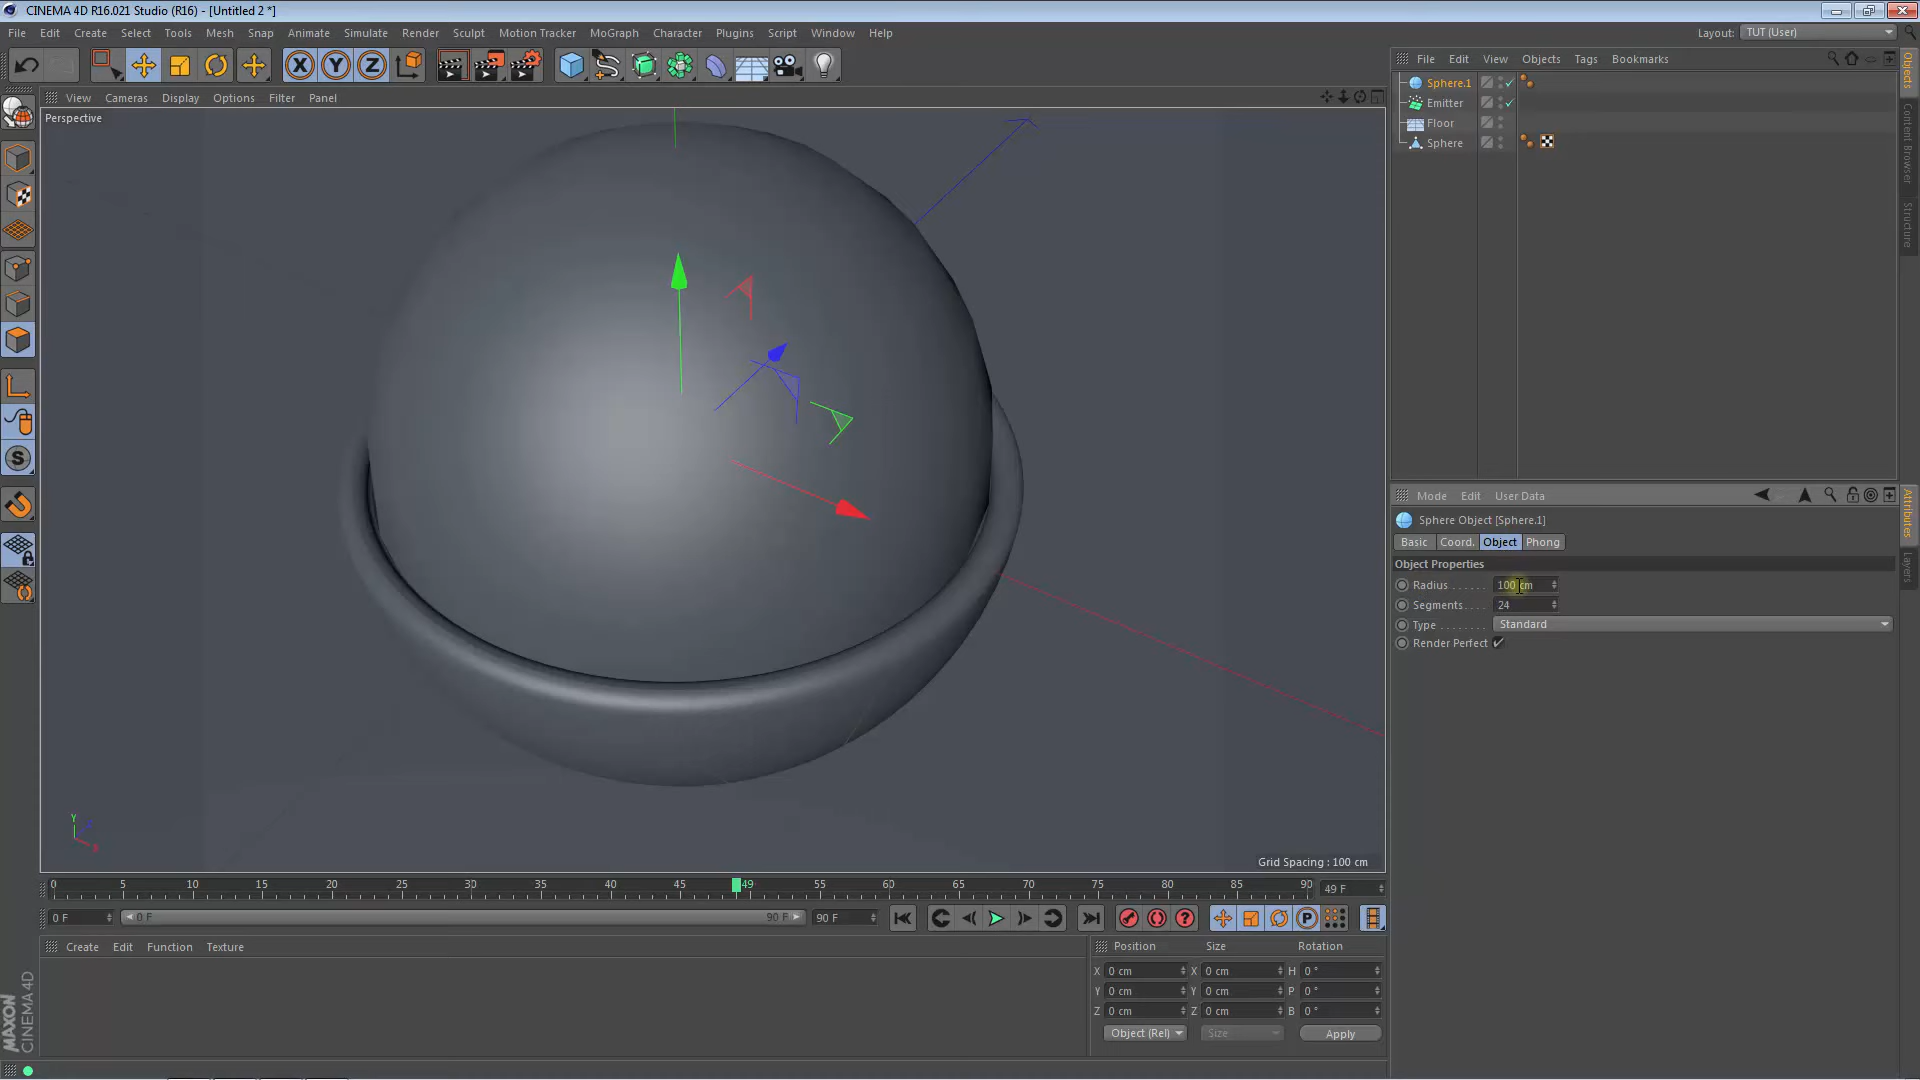 CINEMA 4D R16.021 Studio (R16) - [Untitled 2 *]
File Edit Create Select Tools Mesh Snap Animate Simulate Render Sculpt Motion Tracker MoGraph Character Plugins Script Window Help
Layout: TUT (User)
X Y Z
File Edit View Objects Tags Bookmarks
View Cameras Display Options Filter Panel
Perspective
Sphere.1
Emitter
Floor
Sphere
Objects
Content Browser
Structure
Mode Edit User Data
Sphere Object [Sphere.1]
Basic Coord. Object Phong
Object Properties
Radius . . . . . . 100 cm
Segments. . . . 24
Type . . . . . . . . Standard
Render Perfect
Attributes
Layers
S
Y
X
Grid Spacing : 100 cm
0 5 10 15 20 25 30 35 40 45 49 55 60 65 70 75 80 85 90 49 F
0 F 0 F 90 F 90 F
P
Create Edit Function Texture
Position Size Rotation
X 0 cm X 0 cm H 0 °
Y 0 cm Y 0 cm P 0 °
Z 0 cm Z 0 cm B 0 °
Object (Rel) Size Apply
MAXON
CINEMA 4D